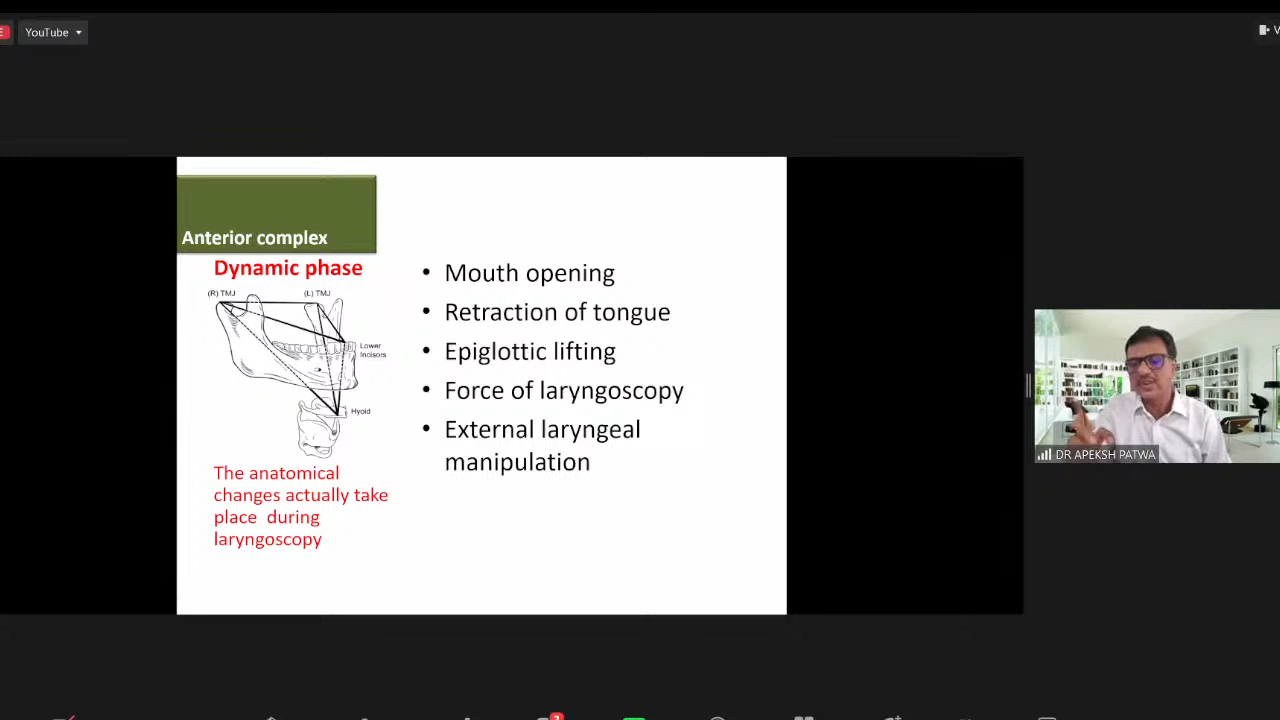 YouTube
Anterior complex
Dynamic phase
(R) TMJ
(L) TMJ
Lower
Incisors
Hyoid
The anatomical
changes actually take
place during
laryngoscopy
• Mouth opening
• Retraction of tongue
• Epiglottic lifting
• Force of laryngoscopy
• External laryngeal
manipulation
DR APEKSH PATWA